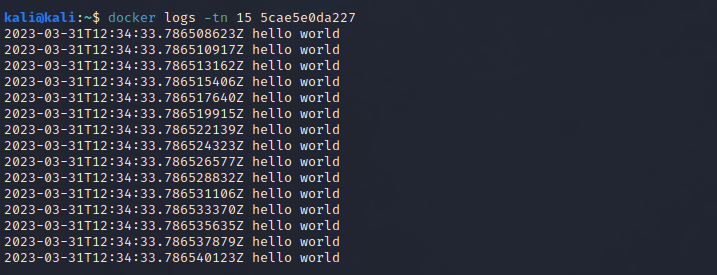 kali@kali:~$ docker logs -tn 15 5cae5e0da227
2023-03-31T12:34:33.786508623Z hello world
2023-03-31T12:34:33.786510917Z hello world
2023-03-31T12:34:33.786513162Z hello world
2023-03-31T12:34:33.786515406Z hello world
2023-03-31T12:34:33.786517640Z hello world
2023-03-31T12:34:33.786519915Z hello world
2023-03-31T12:34:33.786522139Z hello world
2023-03-31T12:34:33.786524323Z hello world
2023-03-31T12:34:33.786526577Z hello world
2023-03-31T12:34:33.786528832Z hello world
2023-03-31T12:34:33.786531106Z hello world
2023-03-31T12:34:33.786533370Z hello world
2023-03-31T12:34:33.786535635Z hello world
2023-03-31T12:34:33.786537879Z hello world
2023-03-31T12:34:33.786540123Z hello world